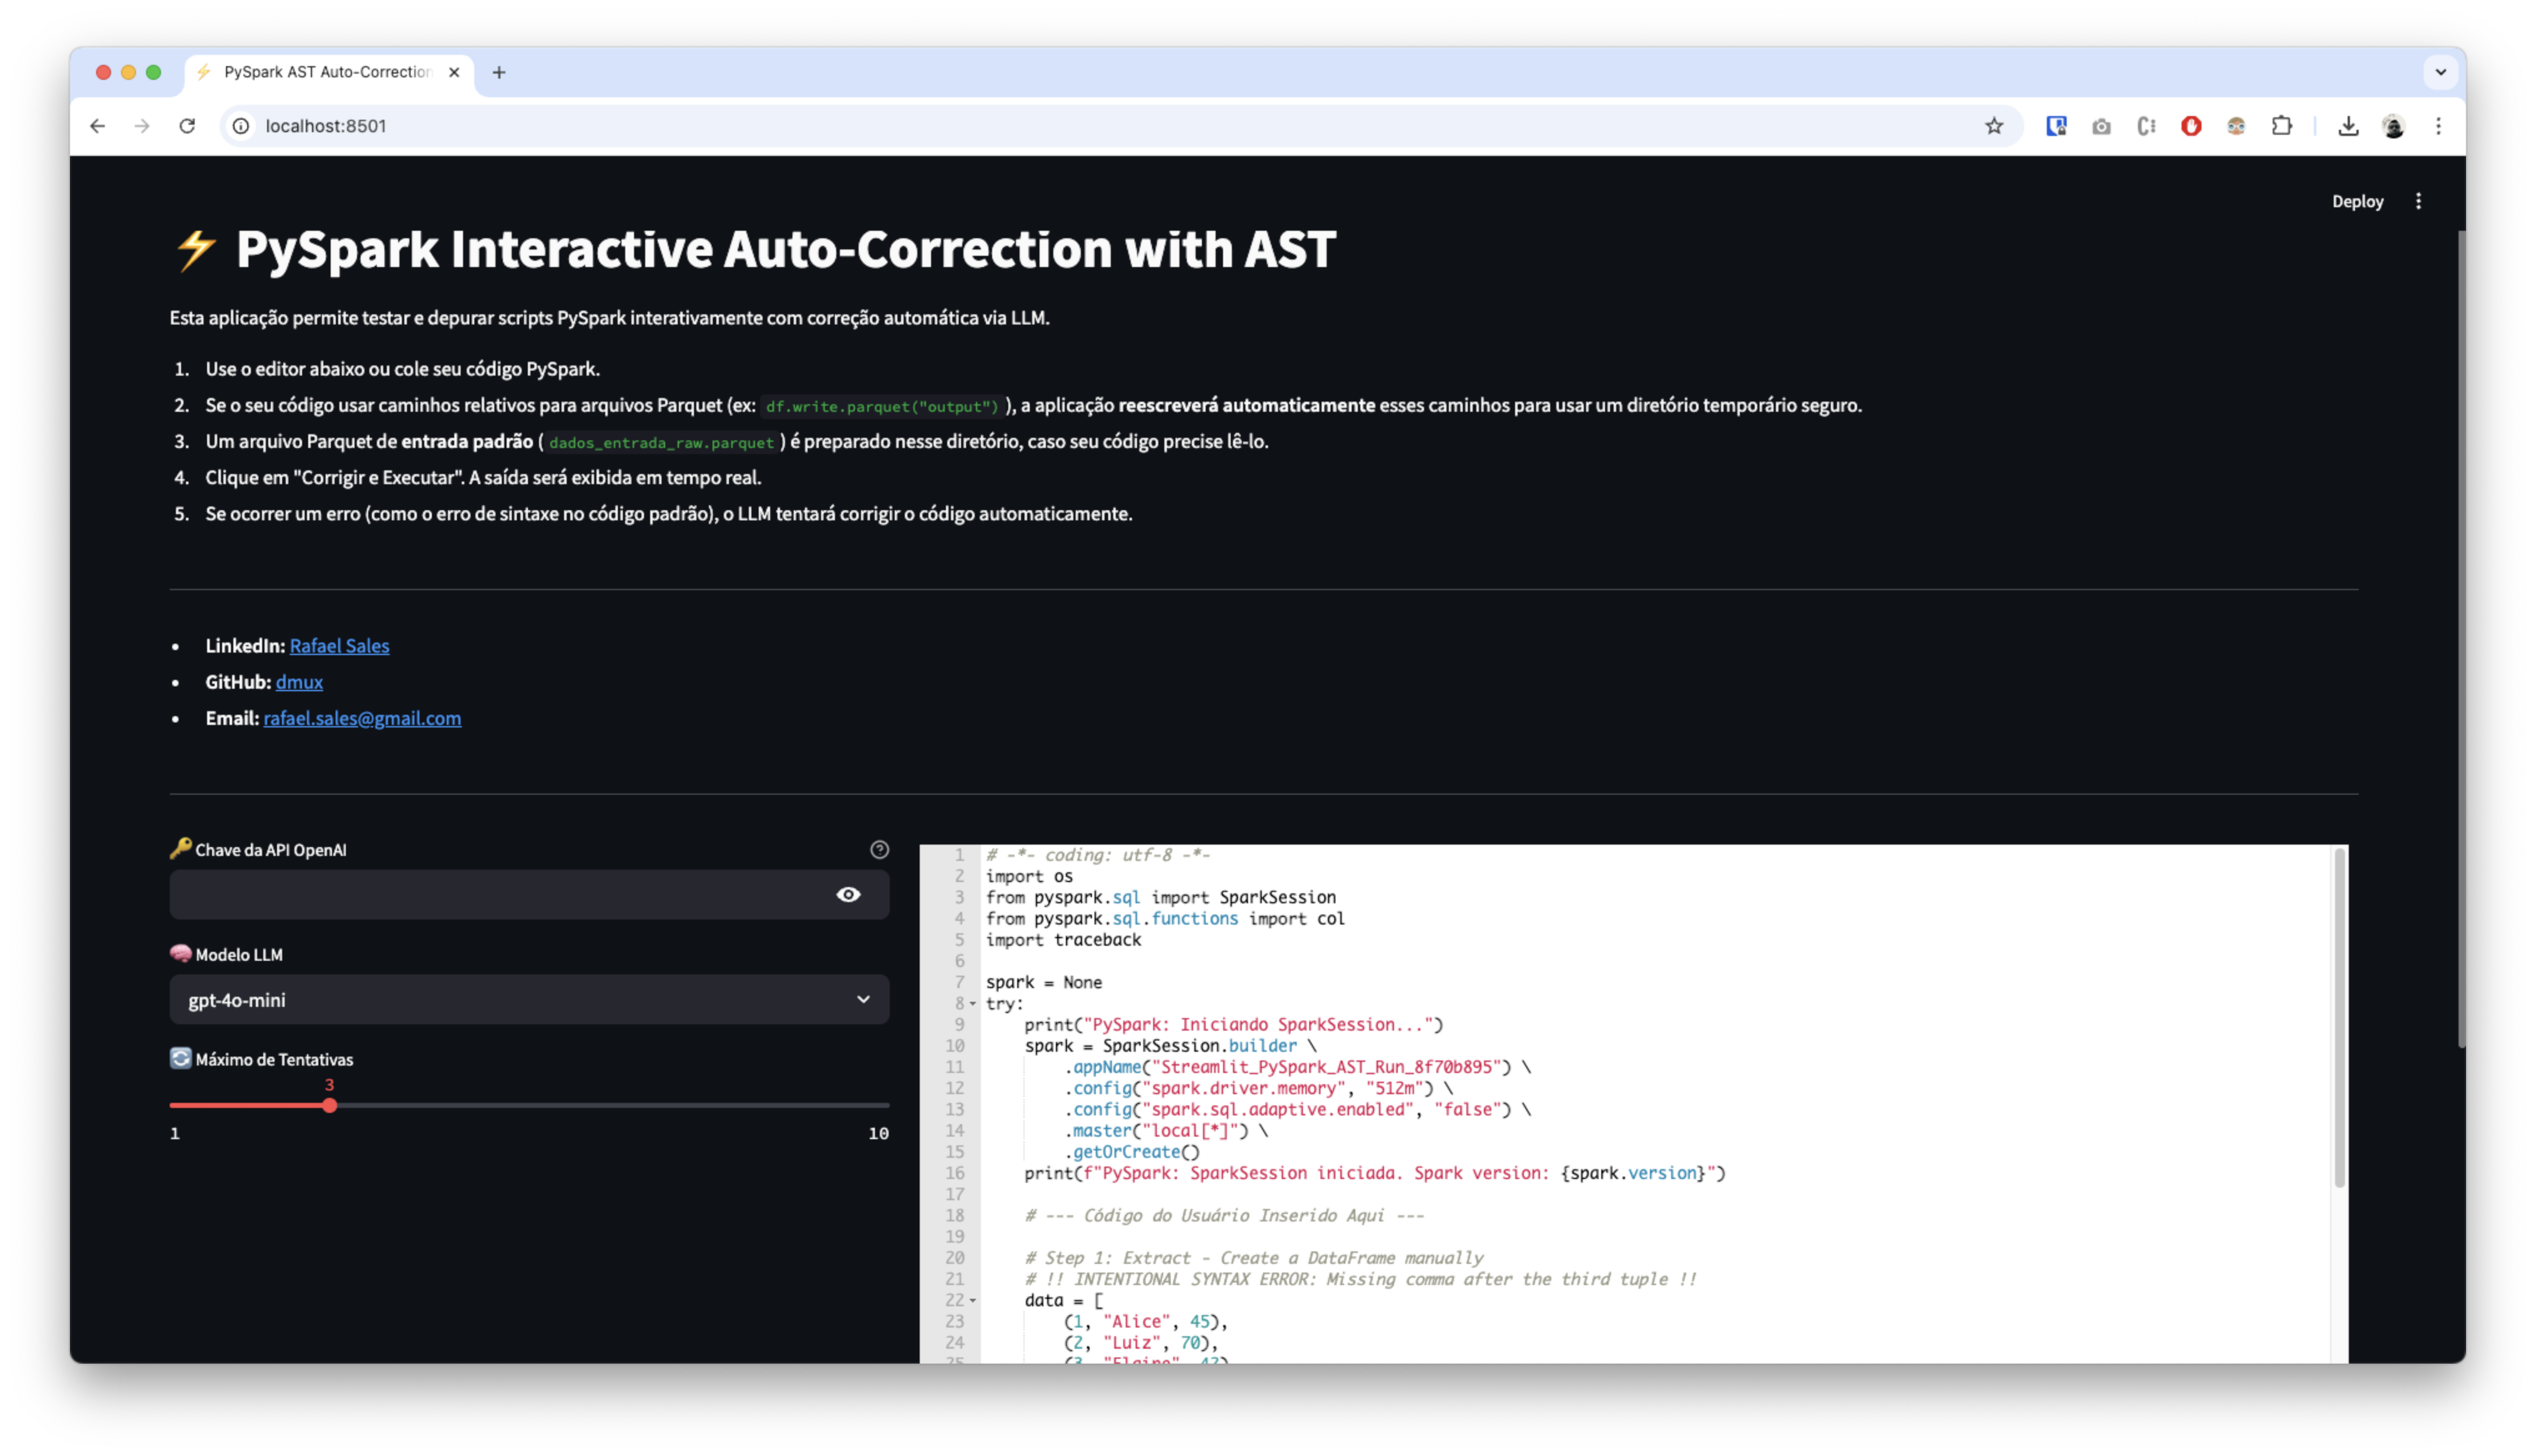 PySpark AST Auto-Correction
localhost:8501
Deploy
⚡ PySpark Interactive Auto-Correction with AST
Esta aplicação permite testar e depurar scripts PySpark interativamente com correção automática via LLM.
1. Use o editor abaixo ou cole seu código PySpark.
2. Se o seu código usar caminhos relativos para arquivos Parquet (ex: df.write.parquet("output") ), a aplicação reescreverá automaticamente esses caminhos para usar um diretório temporário seguro.
3. Um arquivo Parquet de entrada padrão ( dados_entrada_raw.parquet ) é preparado nesse diretório, caso seu código precise lê-lo.
4. Clique em "Corrigir e Executar". A saída será exibida em tempo real.
5. Se ocorrer um erro (como o erro de sintaxe no código padrão), o LLM tentará corrigir o código automaticamente.
• LinkedIn: Rafael Sales
• GitHub: dmux
• Email: rafael.sales@gmail.com
🔑 Chave da API OpenAI
🧠 Modelo LLM
gpt-4o-mini
🔄 Máximo de Tentativas
3
1 10
1 # -*- coding: utf-8 -*-
2 import os
3 from pyspark.sql import SparkSession
4 from pyspark.sql.functions import col
5 import traceback
6
7 spark = None
8 try:
9     print("PySpark: Iniciando SparkSession...")
10     spark = SparkSession.builder \
11         .appName("Streamlit_PySpark_AST_Run_8f70b895") \
12         .config("spark.driver.memory", "512m") \
13         .config("spark.sql.adaptive.enabled", "false") \
14         .master("local[*]") \
15         .getOrCreate()
16     print(f"PySpark: SparkSession iniciada. Spark version: {spark.version}")
17
18     # --- Código do Usuário Inserido Aqui ---
19
20     # Step 1: Extract - Create a DataFrame manually
21     # !! INTENTIONAL SYNTAX ERROR: Missing comma after the third tuple !!
22     data = [
23         (1, "Alice", 45),
24         (2, "Luiz", 70),
25         (3, "Elaine", 42)